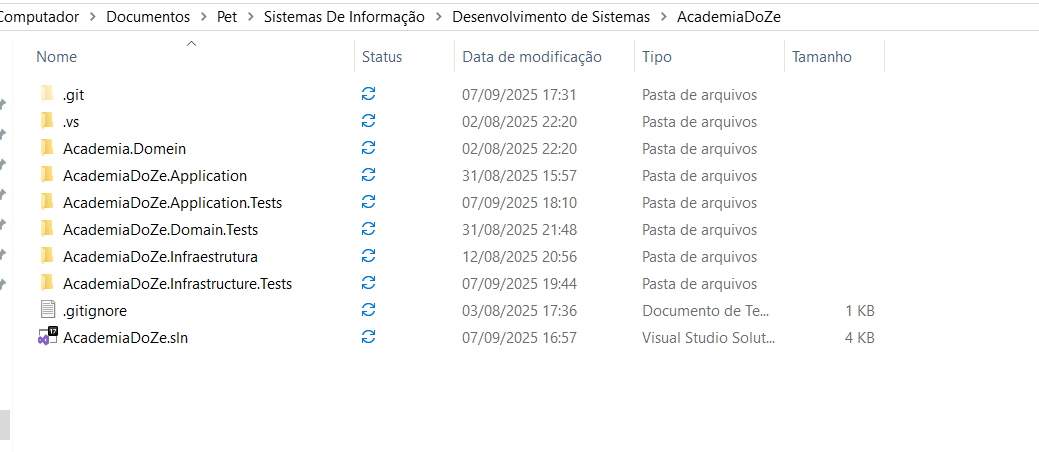 Computador > Documentos > Pet > Sistemas De Informação > Desenvolvimento de Sistemas > AcademiaDoZe
Nome Status Data de modificação Tipo Tamanho
.git 07/09/2025 17:31 Pasta de arquivos
.vs 02/08/2025 22:20 Pasta de arquivos
Academia.Domein 02/08/2025 22:20 Pasta de arquivos
AcademiaDoZe.Application 31/08/2025 15:57 Pasta de arquivos
AcademiaDoZe.Application.Tests 07/09/2025 18:10 Pasta de arquivos
AcademiaDoZe.Domain.Tests 31/08/2025 21:48 Pasta de arquivos
AcademiaDoZe.Infraestrutura 12/08/2025 20:56 Pasta de arquivos
AcademiaDoZe.Infrastructure.Tests 07/09/2025 19:44 Pasta de arquivos
.gitignore 03/08/2025 17:36 Documento de Te... 1 KB
17 AcademiaDoZe.sln 07/09/2025 16:57 Visual Studio Solut... 4 KB